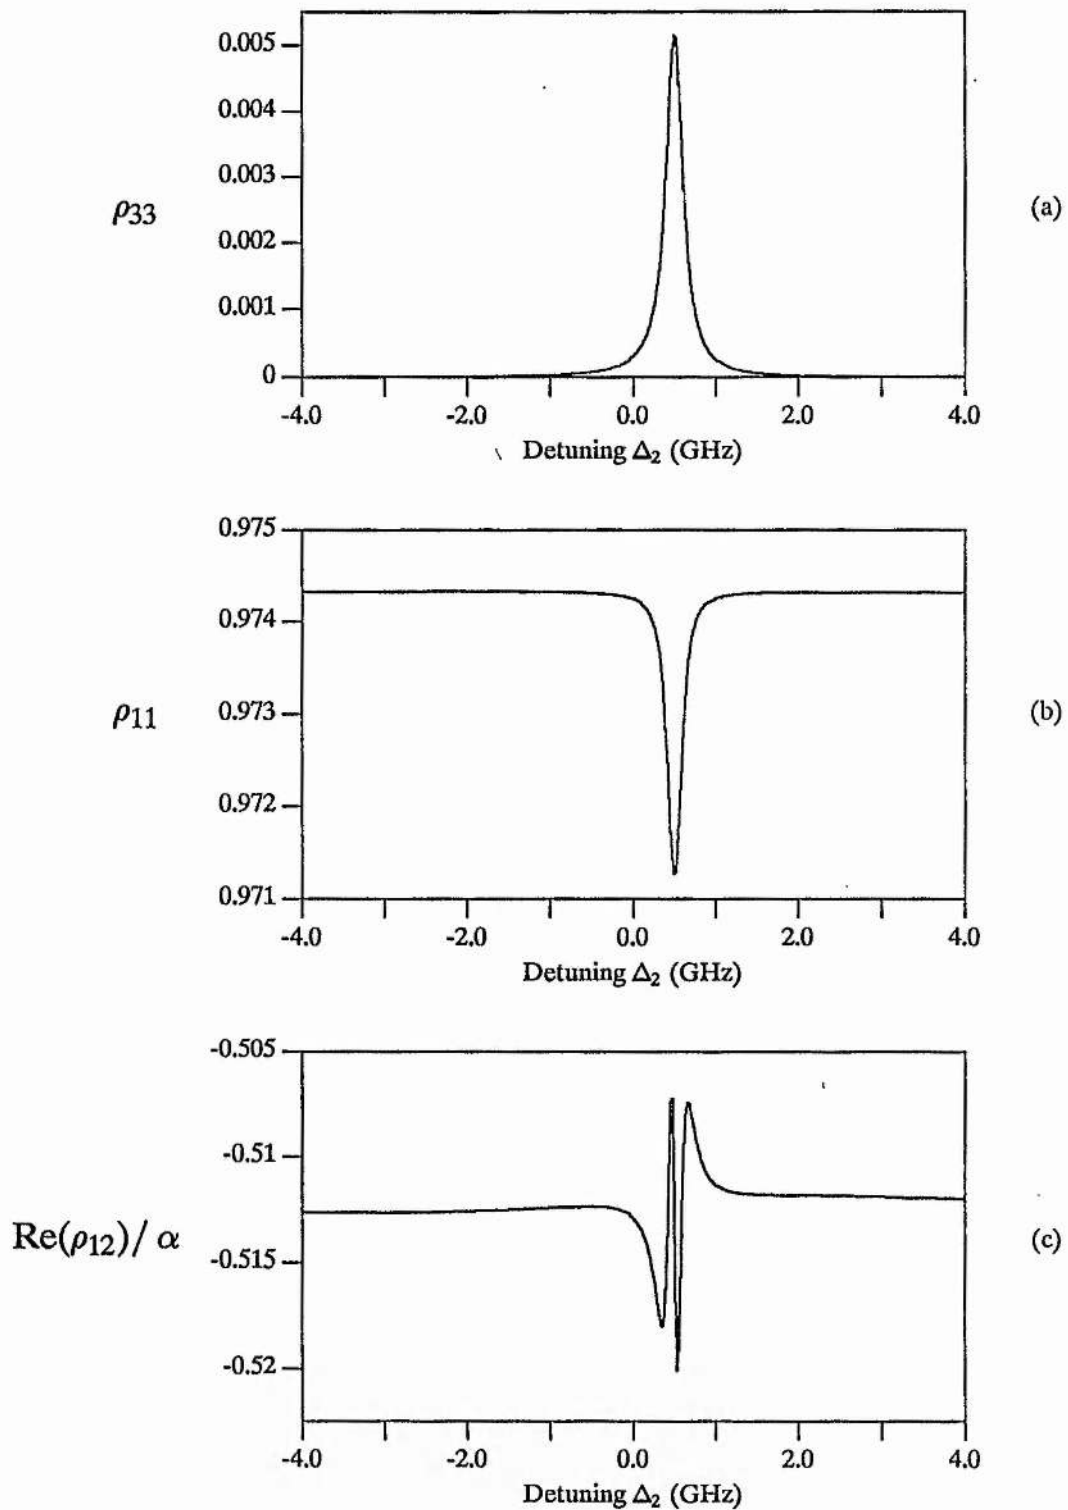 0.005
0.004
0.003
ρ33 (a)
0.002
0.001
0
-4.0 -2.0 0.0 2.0 4.0
Detuning Δ2 (GHz)
0.975
0.974
0.973
ρ11 (b)
0.972
0.971
-4.0 -2.0 0.0 2.0 4.0
Detuning Δ2 (GHz)
-0.505
-0.51
Re(ρ12)/ α (c)
-0.515
-0.52
-4.0 -2.0 0.0 2.0 4.0
Detuning Δ2 (GHz)